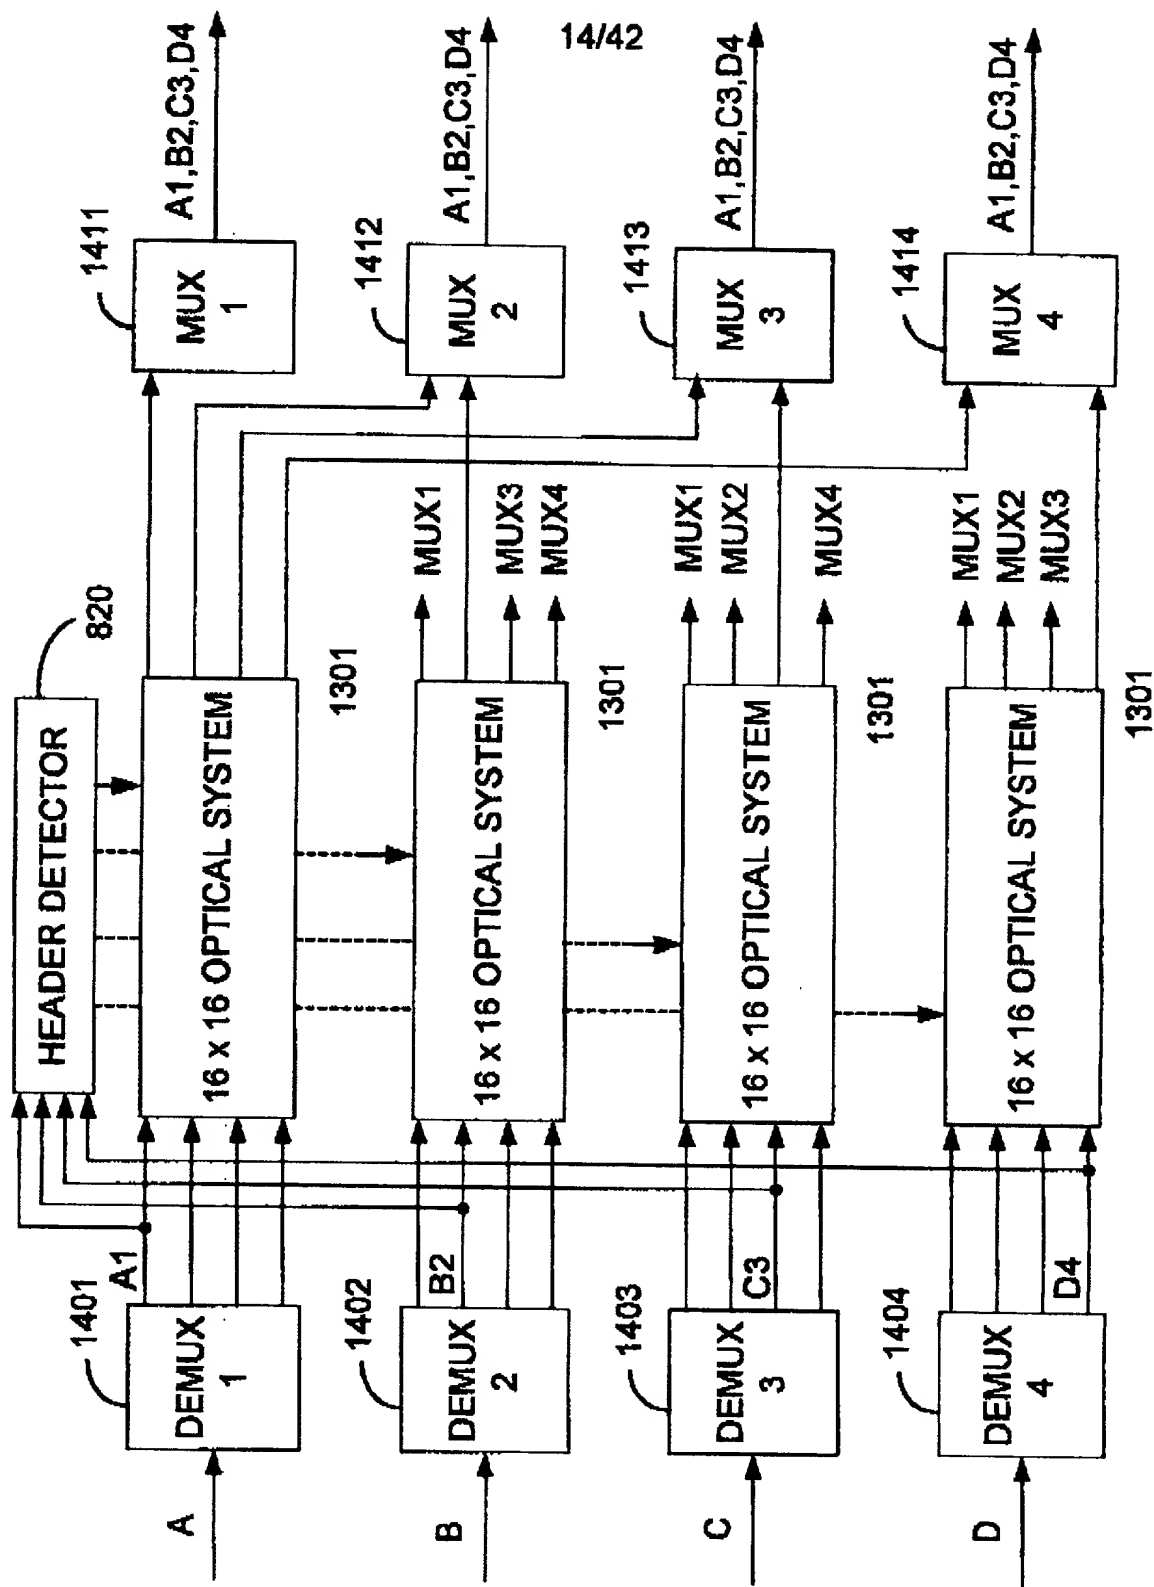 14/42
HEADER DETECTOR
820
A
DEMUX
1
1401
A1
16 x 16 OPTICAL SYSTEM
1301
MUX
1
1411
A1,B2,C3,D4
B
DEMUX
2
1402
B2
16 x 16 OPTICAL SYSTEM
1301
MUX1
MUX3
MUX4
MUX
2
1412
A1,B2,C3,D4
C
DEMUX
3
1403
C3
16 x 16 OPTICAL SYSTEM
1301
MUX1
MUX2
MUX4
MUX
3
1413
A1,B2,C3,D4
D
DEMUX
4
1404
D4
16 x 16 OPTICAL SYSTEM
1301
MUX1
MUX2
MUX3
MUX
4
1414
A1,B2,C3,D4